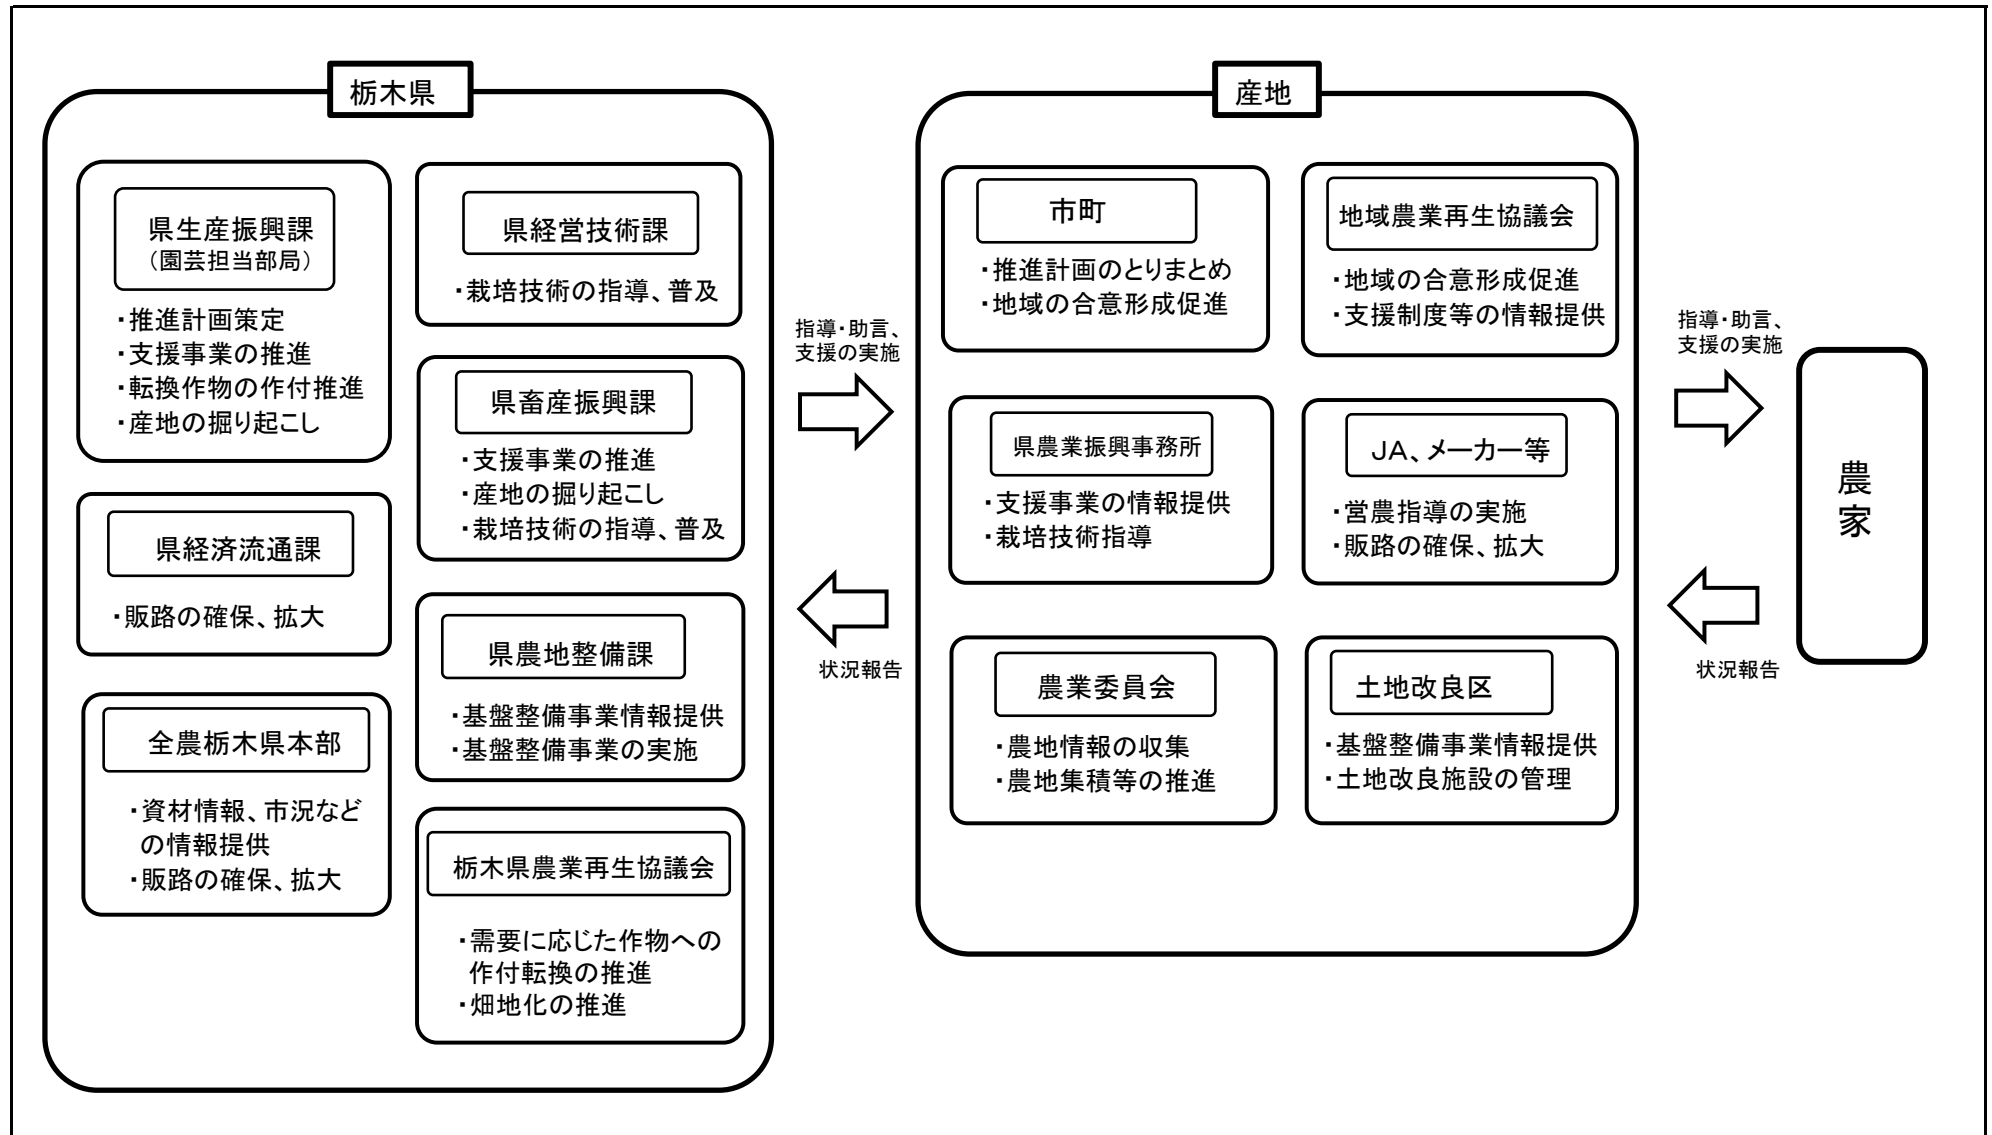 栃木県
県生産振興課
（園芸担当部局）
・推進計画策定
・支援事業の推進
・転換作物の作付推進
・産地の掘り起こし
県経済流通課
・販路の確保、拡大
全農栃木県本部
・資材情報、市況など
の情報提供
・販路の確保、拡大
県経営技術課
・栽培技術の指導、普及
県畜産振興課
・支援事業の推進
・産地の掘り起こし
・栽培技術の指導、普及
県農地整備課
・基盤整備事業情報提供
・基盤整備事業の実施
栃木県農業再生協議会
・需要に応じた作物への
作付転換の推進
・畑地化の推進
指導・助言、
支援の実施
状況報告
産地
市町
・推進計画のとりまとめ
・地域の合意形成促進
地域農業再生協議会
・地域の合意形成促進
・支援制度等の情報提供
県農業振興事務所
・支援事業の情報提供
・栽培技術指導
JA、メーカー等
・営農指導の実施
・販路の確保、拡大
農業委員会
・農地情報の収集
・農地集積等の推進
土地改良区
・基盤整備事業情報提供
・土地改良施設の管理
指導・助言、
支援の実施
状況報告
農家